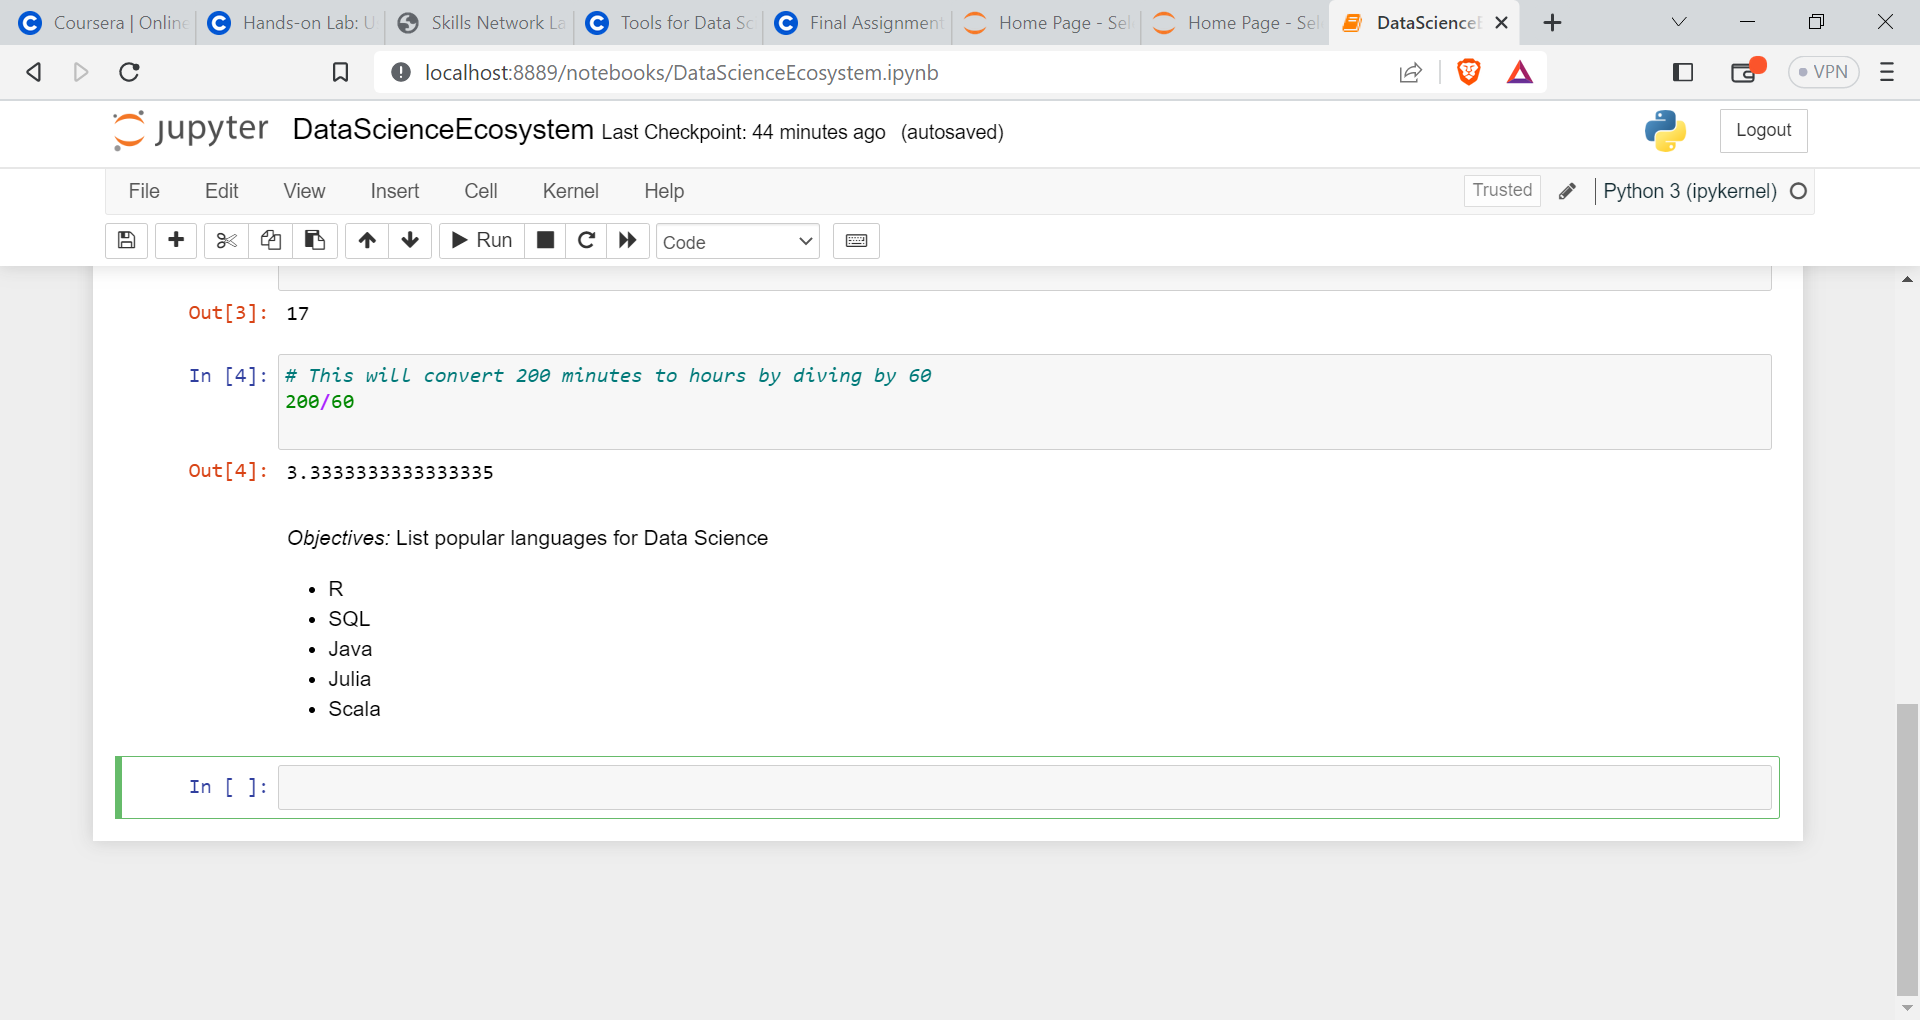 Coursera | Online
Hands-on Lab: U
Skills Network La
Tools for Data Sc
Final Assignment
Home Page - Sel
Home Page - Sel
DataScienceE
localhost:8889/notebooks/DataScienceEcosystem.ipynb
VPN
jupyter DataScienceEcosystem Last Checkpoint: 44 minutes ago (autosaved)
Logout
File Edit View Insert Cell Kernel Help
Trusted
Python 3 (ipykernel)
Run
Code
Out[3]: 17
In [4]: # This will convert 200 minutes to hours by diving by 60
200/60
Out[4]: 3.3333333333333335
Objectives: List popular languages for Data Science
• R
• SQL
• Java
• Julia
• Scala
In [ ]: